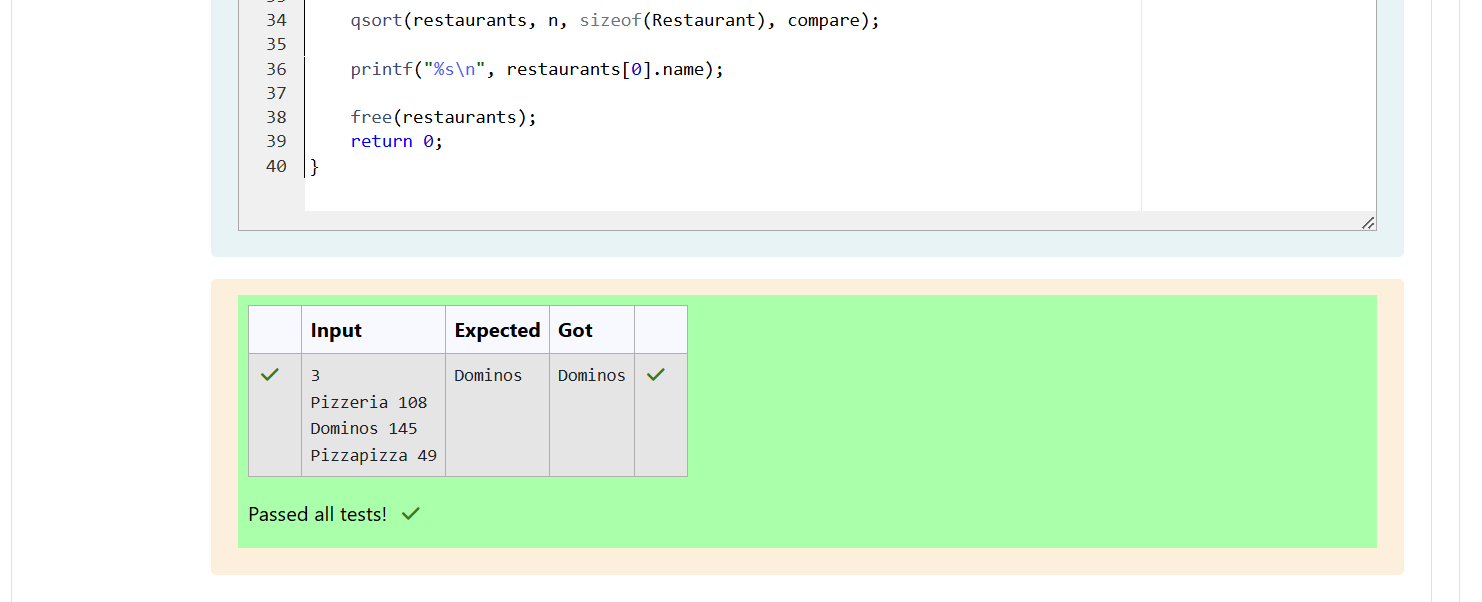 34 qsort(restaurants, n, sizeof(Restaurant), compare);
35
36 printf("%s\n", restaurants[0].name);
37
38 free(restaurants);
39 return 0;
40 }
Input Expected Got
3 Dominos Dominos
Pizzeria 108
Dominos 145
Pizzapizza 49
Passed all tests!